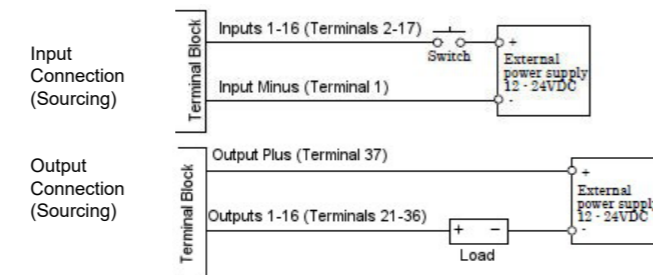 Input
Connection
(Sourcing)
Terminal Block
Inputs 1-16 (Terminals 2-17)
Switch
Input Minus (Terminal 1)
+
External
power supply
12 - 24VDC
-
Output
Connection
(Sourcing)
Terminal Block
Output Plus (Terminal 37)
Outputs 1-16 (Terminals 21-36)
+ -
Load
+
External
power supply
12 - 24VDC
-